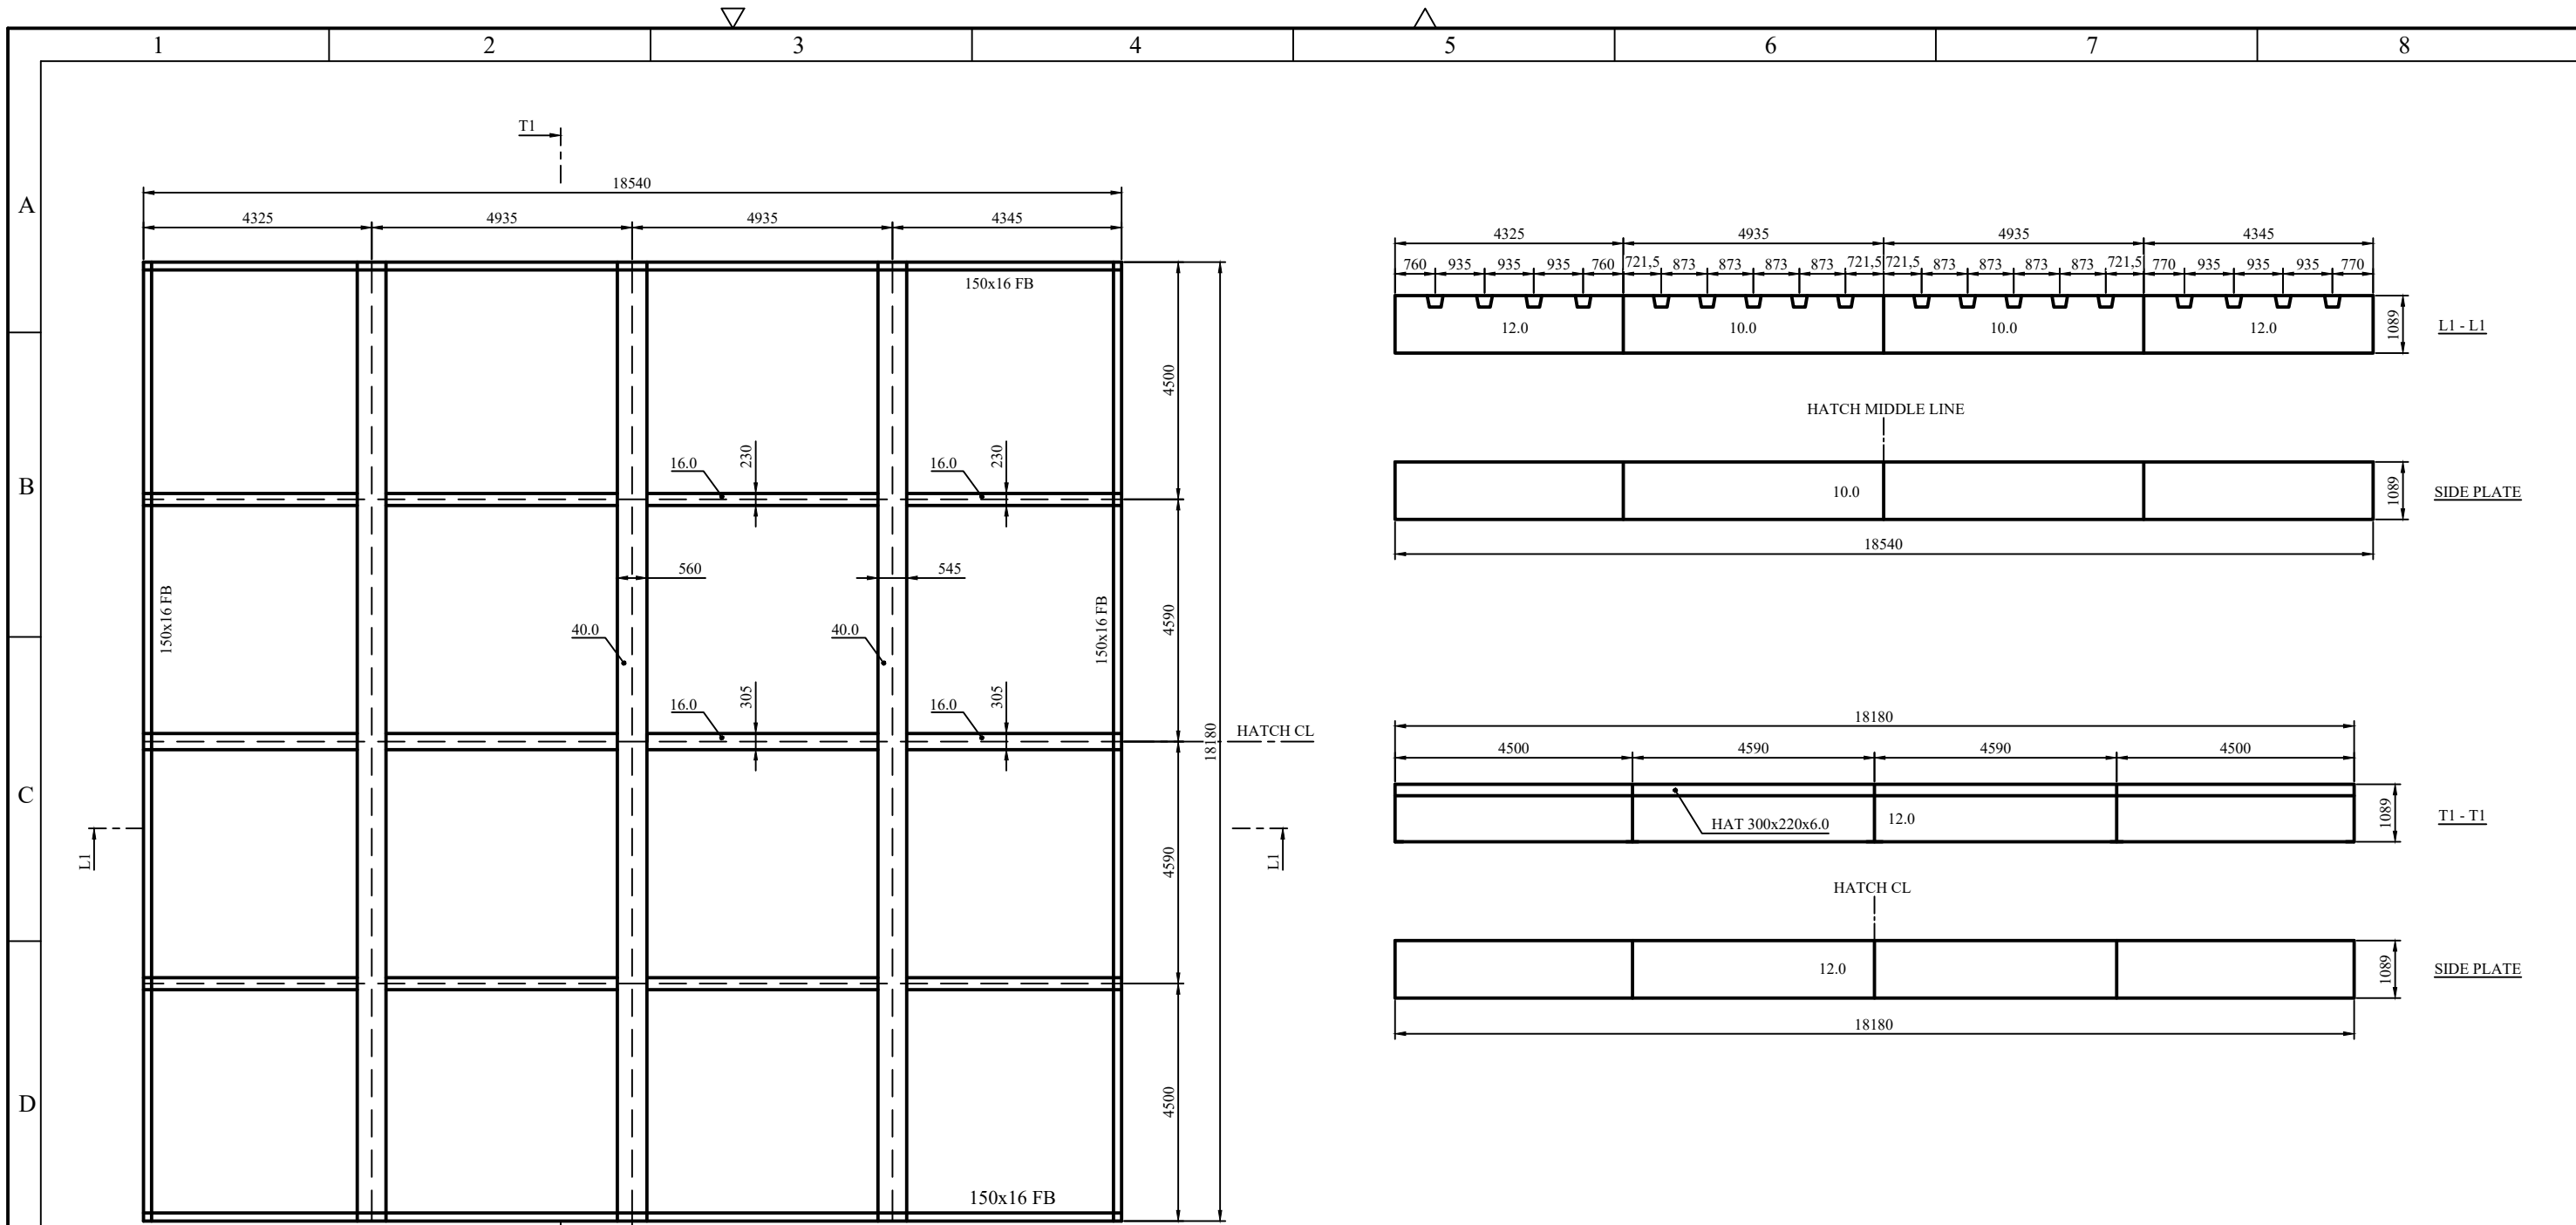 1 2 3 4 5 6 7 8
A
B
C
D
T1
18540
4325 4935 4935 4345
150x16 FB
4500
16.0 230 16.0 230
560 545
150x16 FB
150x16 FB
4590
40.0 40.0
16.0 305 16.0 305
18180
HATCH CL
L1 L1
4590
4500
150x16 FB
4325 4935 4935 4345
760 935 935 935 760 721,5 873 873 873 873 721,5 721,5 873 873 873 873 721,5 770 935 935 935 770
12.0 10.0 10.0 12.0
1089
L1 - L1
HATCH MIDDLE LINE
10.0
1089
SIDE PLATE
18540
18180
4500 4590 4590 4500
HAT 300x220x6.0
12.0
1089
T1 - T1
HATCH CL
12.0
1089
SIDE PLATE
18180